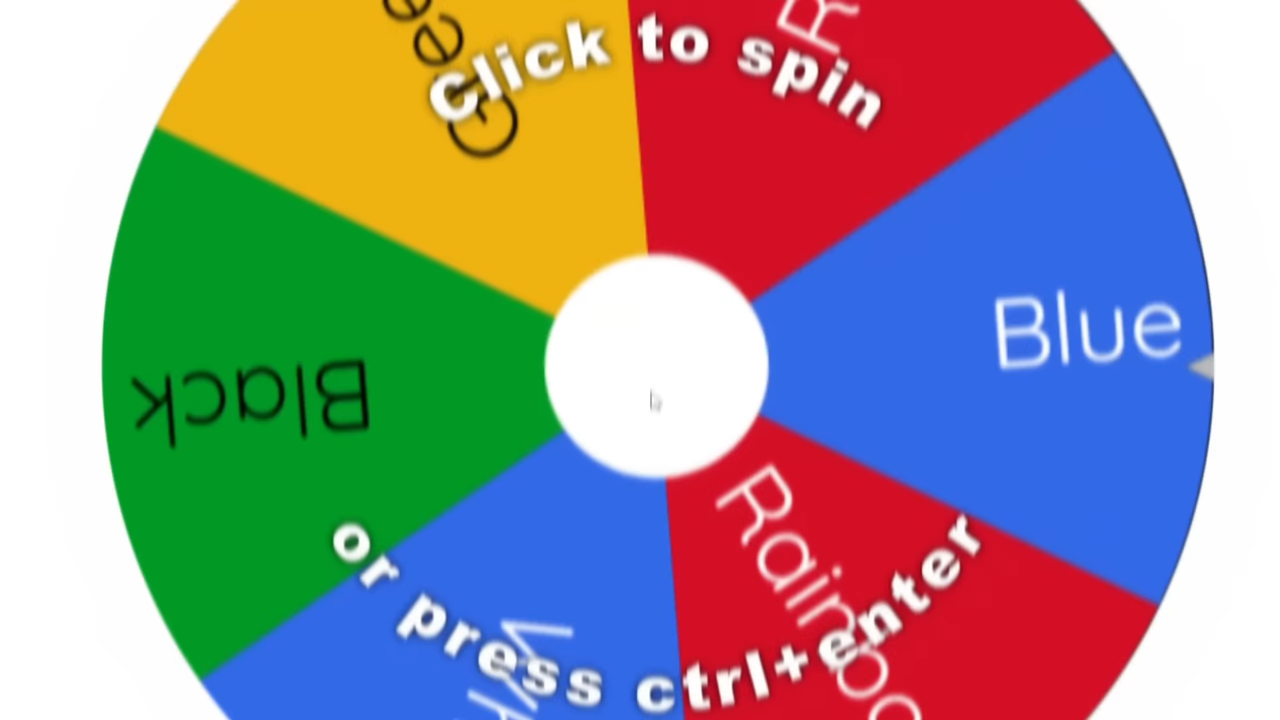 Click to spin
Blue
Black
or press ctrl+enter